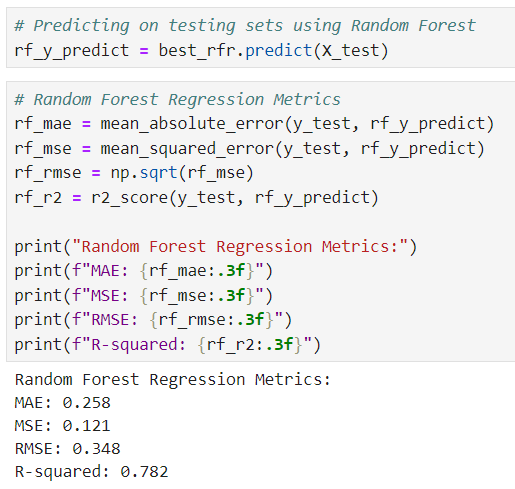 # Predicting on testing sets using Random Forest
rf_y_predict = best_rfr.predict(X_test)
# Random Forest Regression Metrics
rf_mae = mean_absolute_error(y_test, rf_y_predict)
rf_mse = mean_squared_error(y_test, rf_y_predict)
rf_rmse = np.sqrt(rf_mse)
rf_r2 = r2_score(y_test, rf_y_predict)
print("Random Forest Regression Metrics:")
print(f"MAE: {rf_mae:.3f}")
print(f"MSE: {rf_mse:.3f}")
print(f"RMSE: {rf_rmse:.3f}")
print(f"R-squared: {rf_r2:.3f}")
Random Forest Regression Metrics:
MAE: 0.258
MSE: 0.121
RMSE: 0.348
R-squared: 0.782